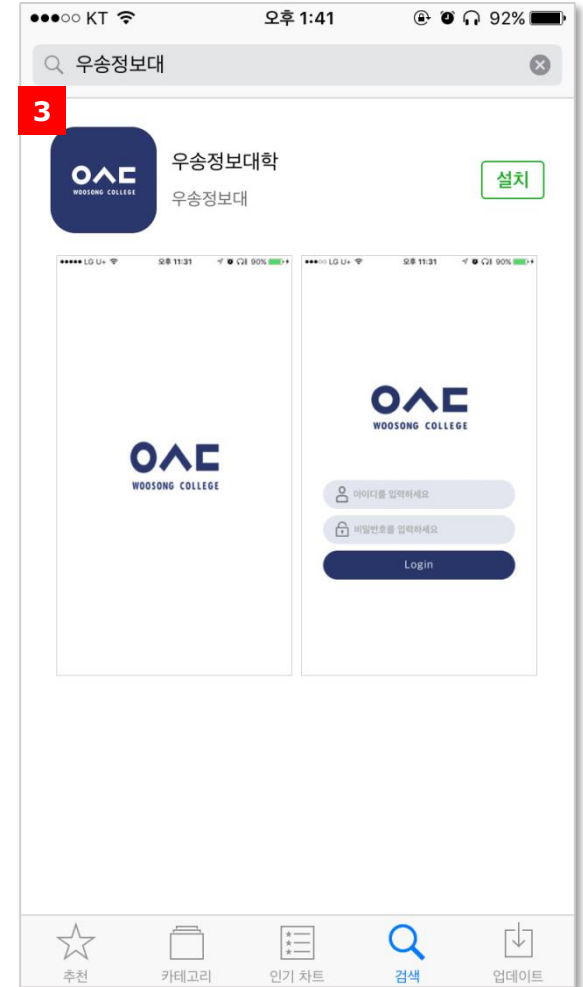 KT 오후 1:41 92%
우송정보대
3
WOOSONG COLLEGE
우송정보대학
우송정보대
설치
LG U+ 오후 11:31 90%
WOOSONG COLLEGE
LG U+ 오후 11:31 90%
WOOSONG COLLEGE
아이디를 입력하세요
비밀번호를 입력하세요
Login
추천 카테고리 인기 차트 검색 업데이트